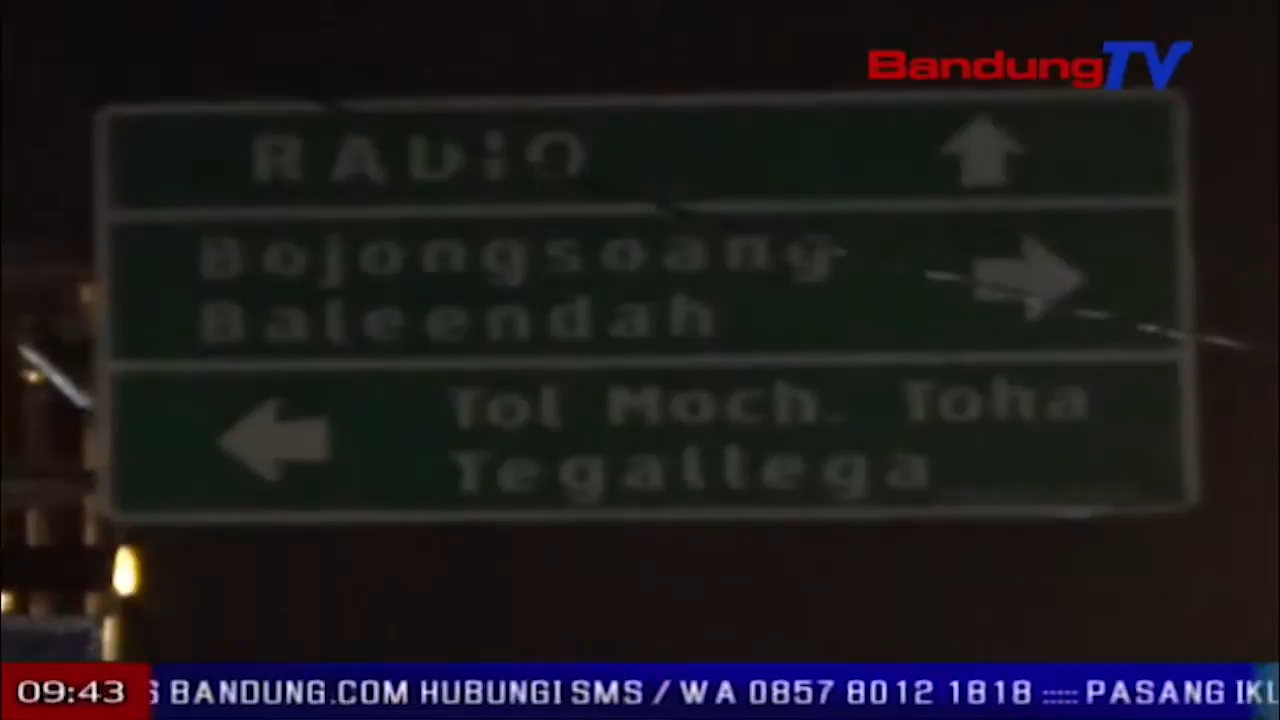 BandungTV
RADIO
Bojongsoang
Baleendah
Tol Moch. Toha
Tegallega
09:43
S BANDUNG.COM HUBUNGI SMS / WA 0857 8012 1818 ::::: PASANG IKL